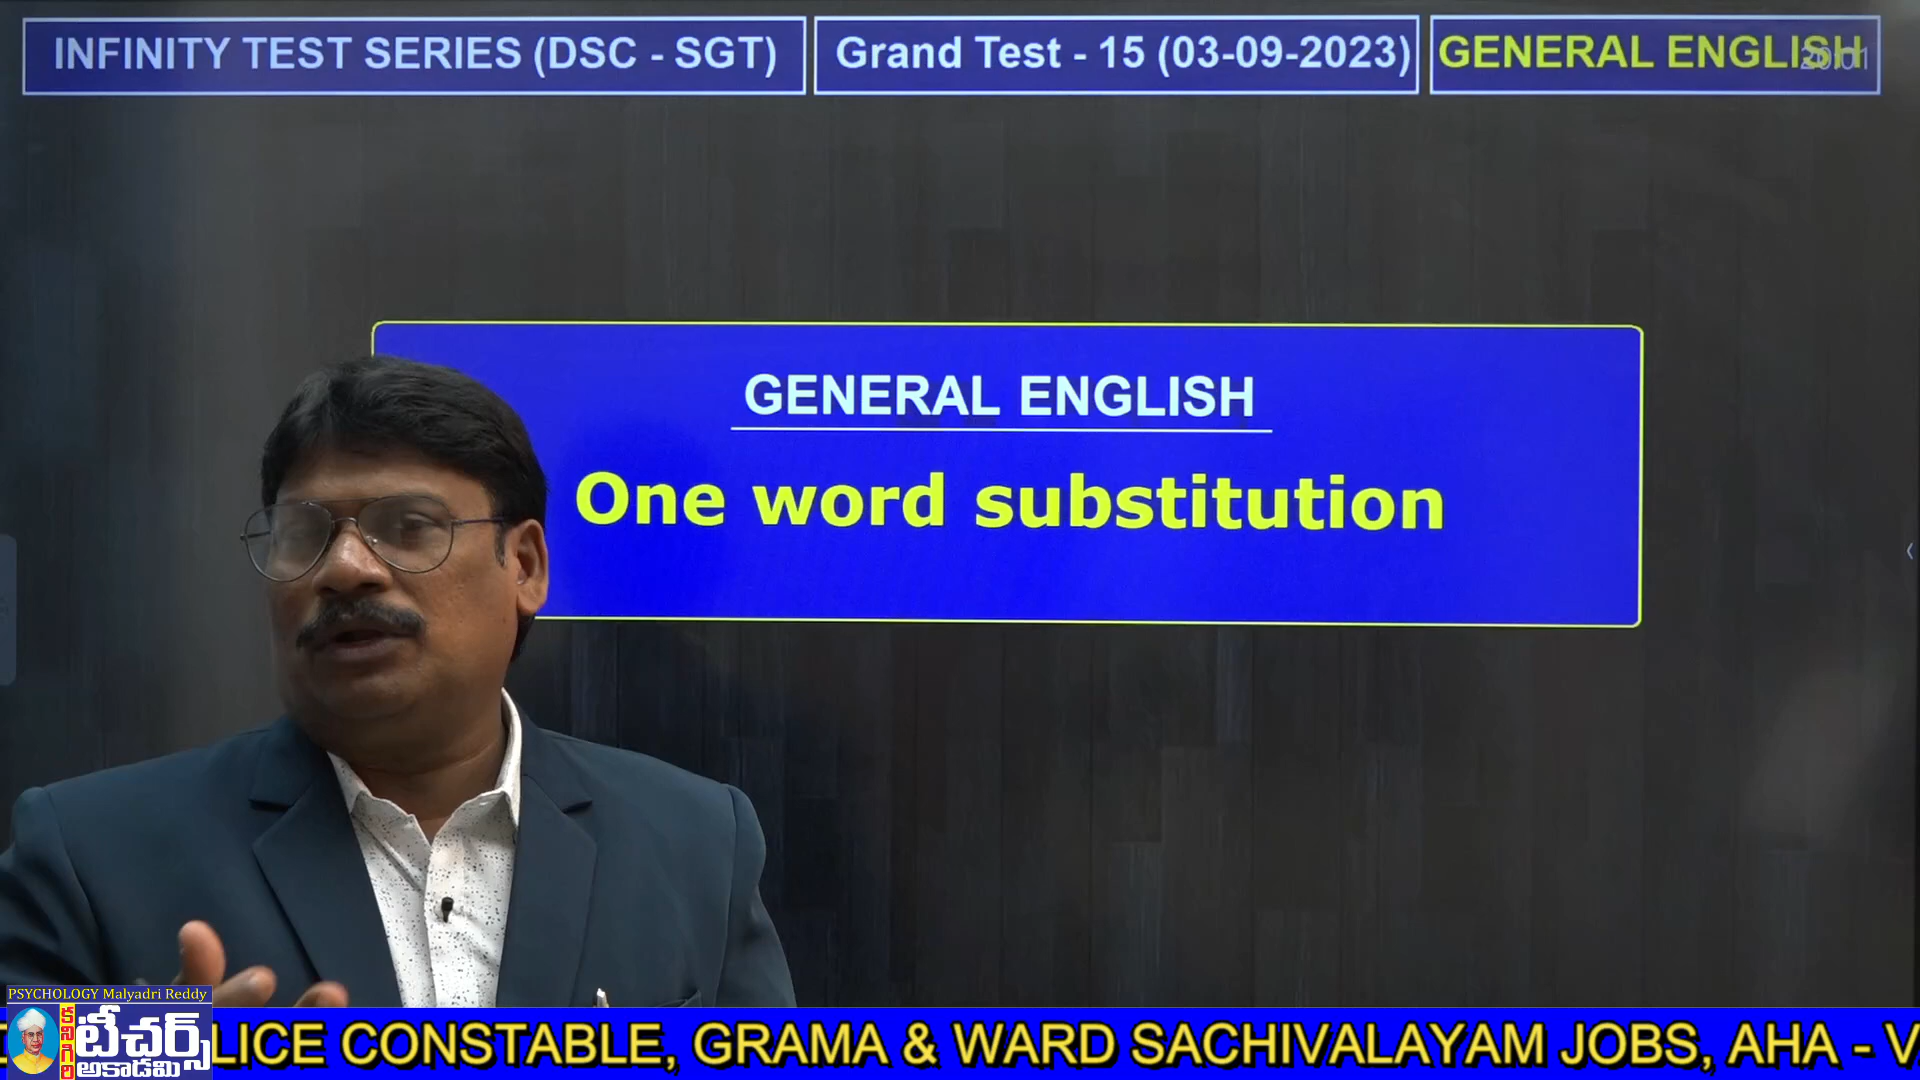 INFINITY TEST SERIES (DSC - SGT)
Grand Test - 15 (03-09-2023)
GENERAL ENGLISH
GENERAL ENGLISH
One word substitution
PSYCHOLOGY Malyadri Reddy
కనిగిరి
టీచర్స్
అకాడమి
LICE CONSTABLE, GRAMA & WARD SACHIVALAYAM JOBS, AHA - V